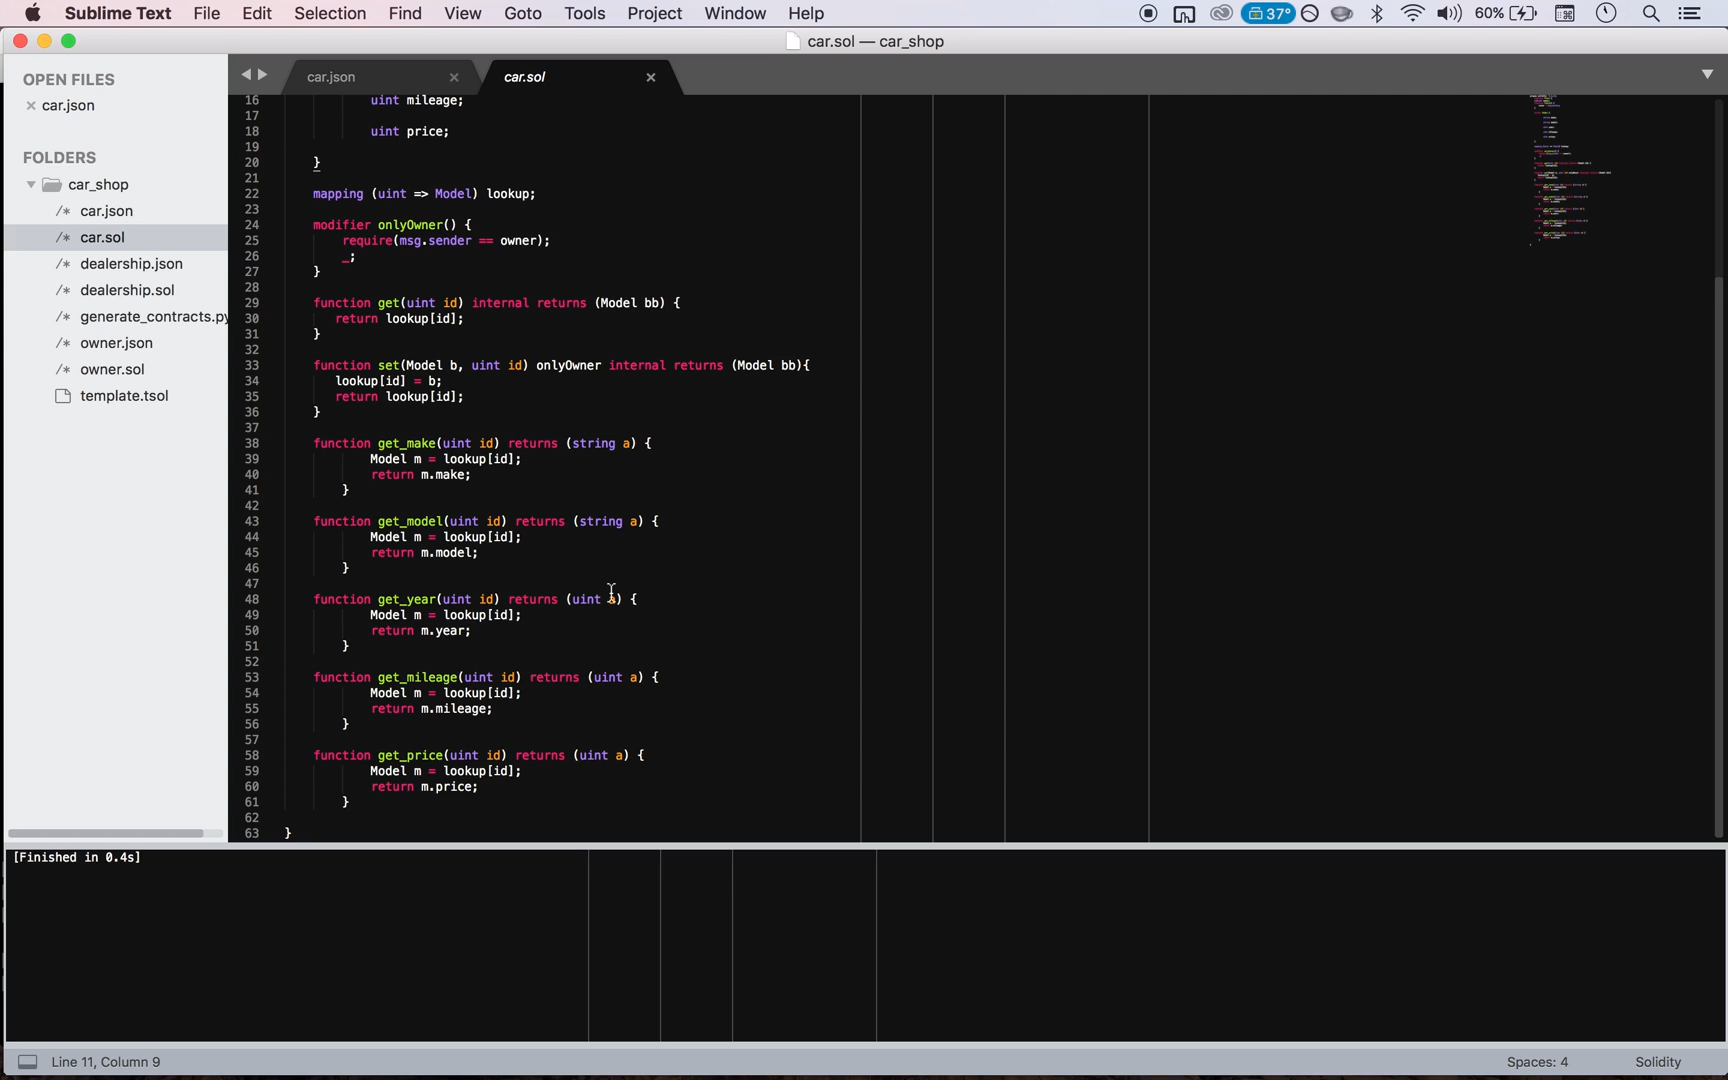 Sublime Text File Edit Selection Find View Goto Tools Project Window Help 37° 60%
car.sol — car_shop
OPEN FILES
car.json
FOLDERS
car_shop
/* car.json
/* car.sol
/* dealership.json
/* dealership.sol
/* generate_contracts.py
/* owner.json
/* owner.sol
template.tsol
car.json
car.sol
16 uint mileage;
17
18 uint price;
19
20 }
21
22 mapping (uint => Model) lookup;
23
24 modifier onlyOwner() {
25 require(msg.sender == owner);
26 _;
27 }
28
29 function get(uint id) internal returns (Model bb) {
30 return lookup[id];
31 }
32
33 function set(Model b, uint id) onlyOwner internal returns (Model bb){
34 lookup[id] = b;
35 return lookup[id];
36 }
37
38 function get_make(uint id) returns (string a) {
39 Model m = lookup[id];
40 return m.make;
41 }
42
43 function get_model(uint id) returns (string a) {
44 Model m = lookup[id];
45 return m.model;
46 }
47
48 function get_year(uint id) returns (uint a) {
49 Model m = lookup[id];
50 return m.year;
51 }
52
53 function get_mileage(uint id) returns (uint a) {
54 Model m = lookup[id];
55 return m.mileage;
56 }
57
58 function get_price(uint id) returns (uint a) {
59 Model m = lookup[id];
60 return m.price;
61 }
62
63 }
[Finished in 0.4s]
Line 11, Column 9
Spaces: 4
Solidity